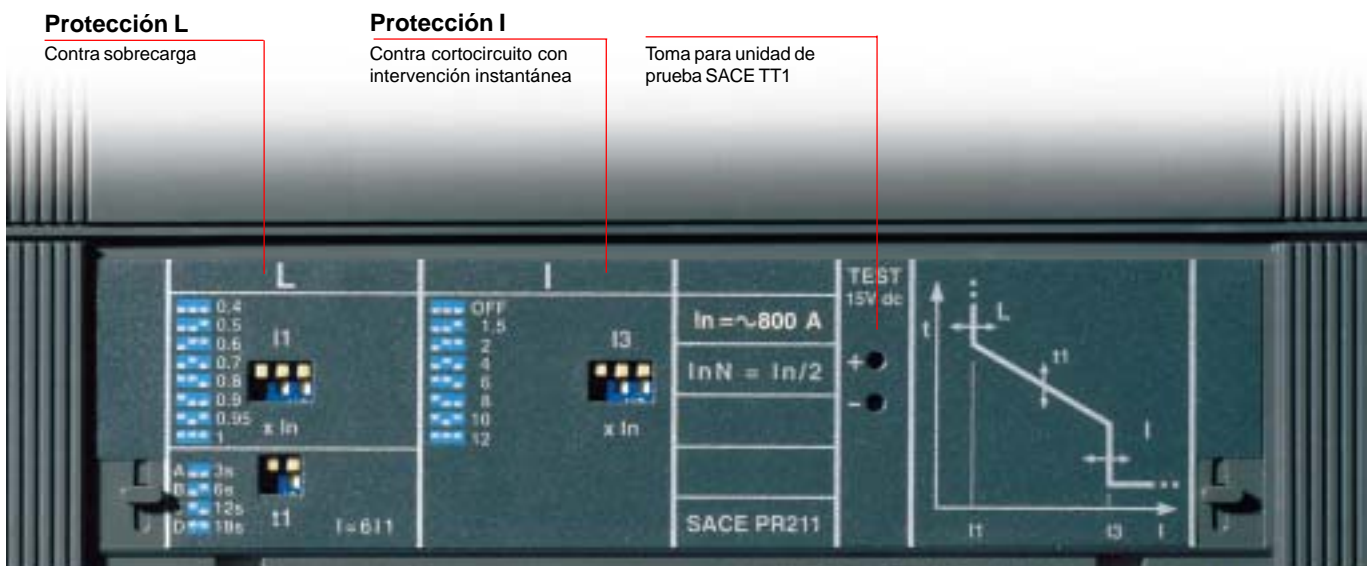 Protección L
Contra sobrecarga
Protección I
Contra cortocircuito con
intervención instantánea
Toma para unidad de
prueba SACE TT1
L
0.4
0.5
0.6
0.7
0.8
0.9
0.95
1
I1
x In
A 3s
B 6s
12s
D 18s
t1
I=6I1
I
OFF
1.5
2
4
6
8
10
12
I3
x In
In=~800 A
InN = In/2
SACE PR211
TEST
15V dc
+
-
t
L
t1
I
I1
I3
I